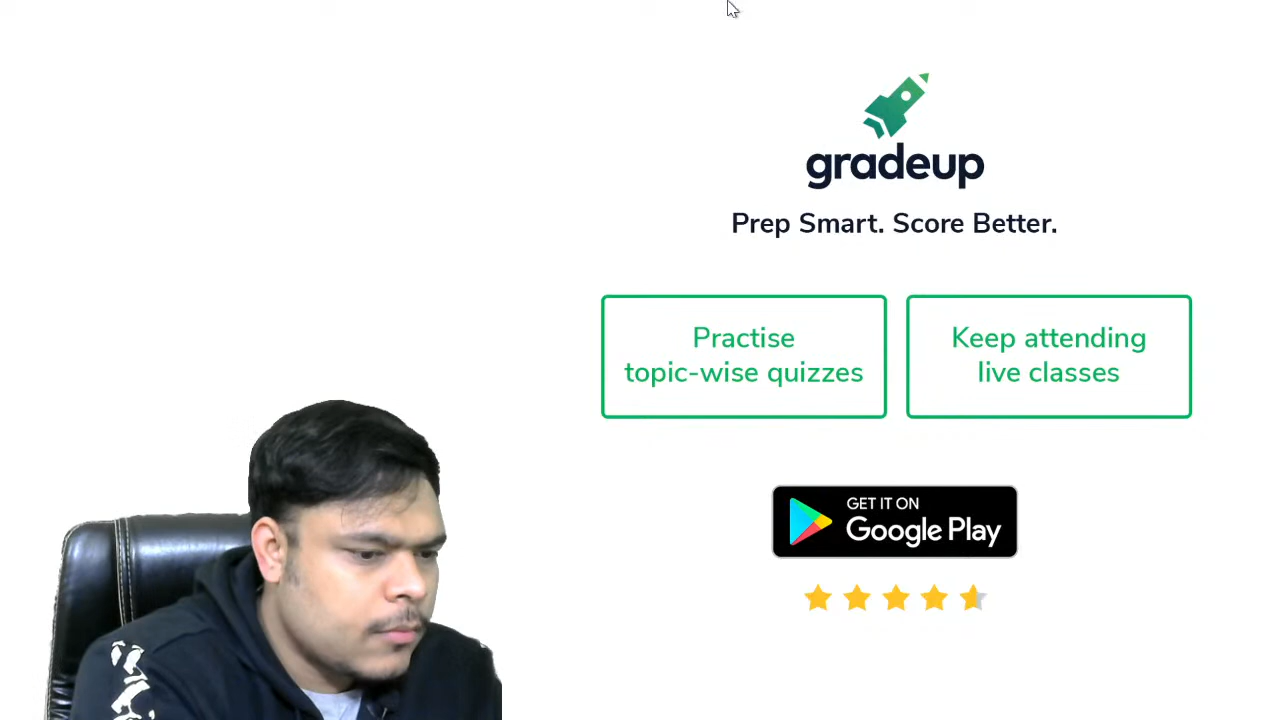 gradeup
Prep Smart. Score Better.
Practise
topic-wise quizzes
Keep attending
live classes
GET IT ON
Google Play